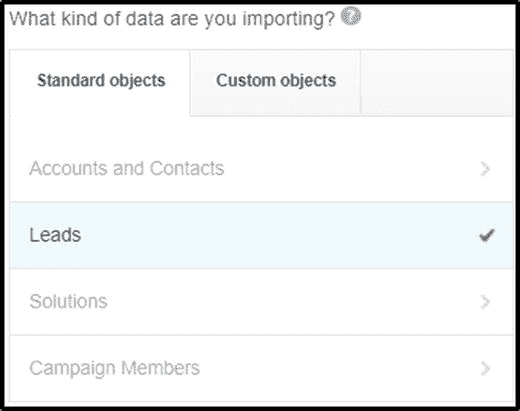 What kind of data are you importing? ?
Standard objects Custom objects
Accounts and Contacts
Leads
Solutions
Campaign Members